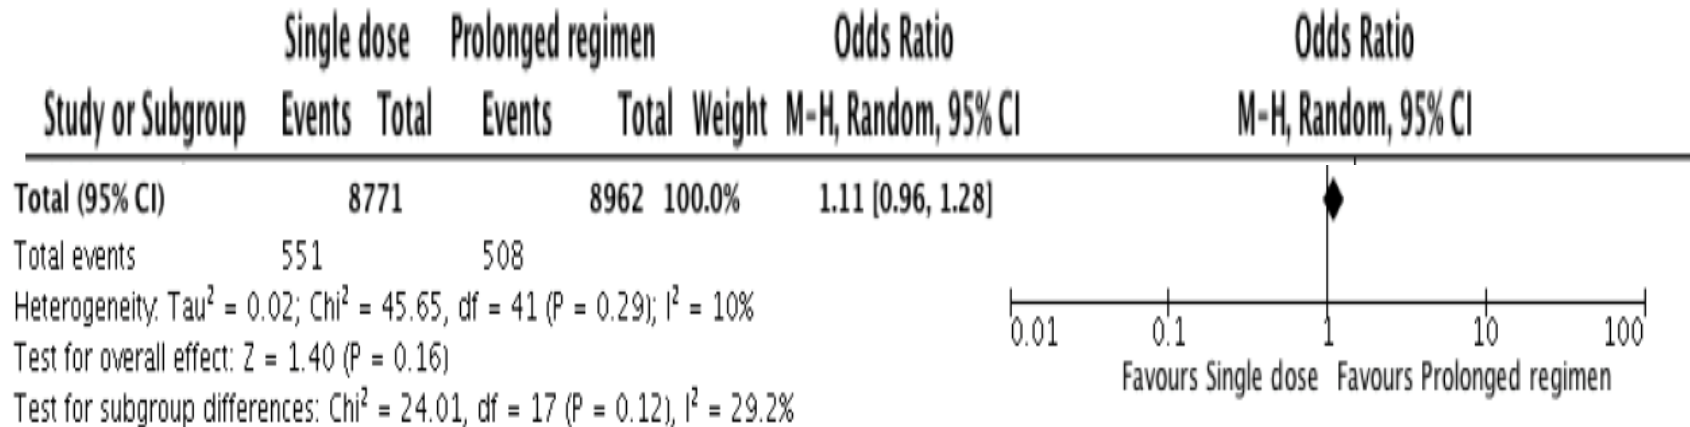 Single dose Prolonged regimen Odds Ratio Odds Ratio
Study or Subgroup Events Total Events Total Weight M-H, Random, 95% CI M-H, Random, 95% CI
Total (95% CI) 8771 8962 100.0% 1.11 [0.96, 1.28]
Total events 551 508
Heterogeneity: Tau² = 0.02; Chi² = 45.65, df = 41 (P = 0.29); I² = 10%
Test for overall effect: Z = 1.40 (P = 0.16)
Test for subgroup differences: Chi² = 24.01, df = 17 (P = 0.12), I² = 29.2%
0.01 0.1 1 10 100
Favours Single dose Favours Prolonged regimen